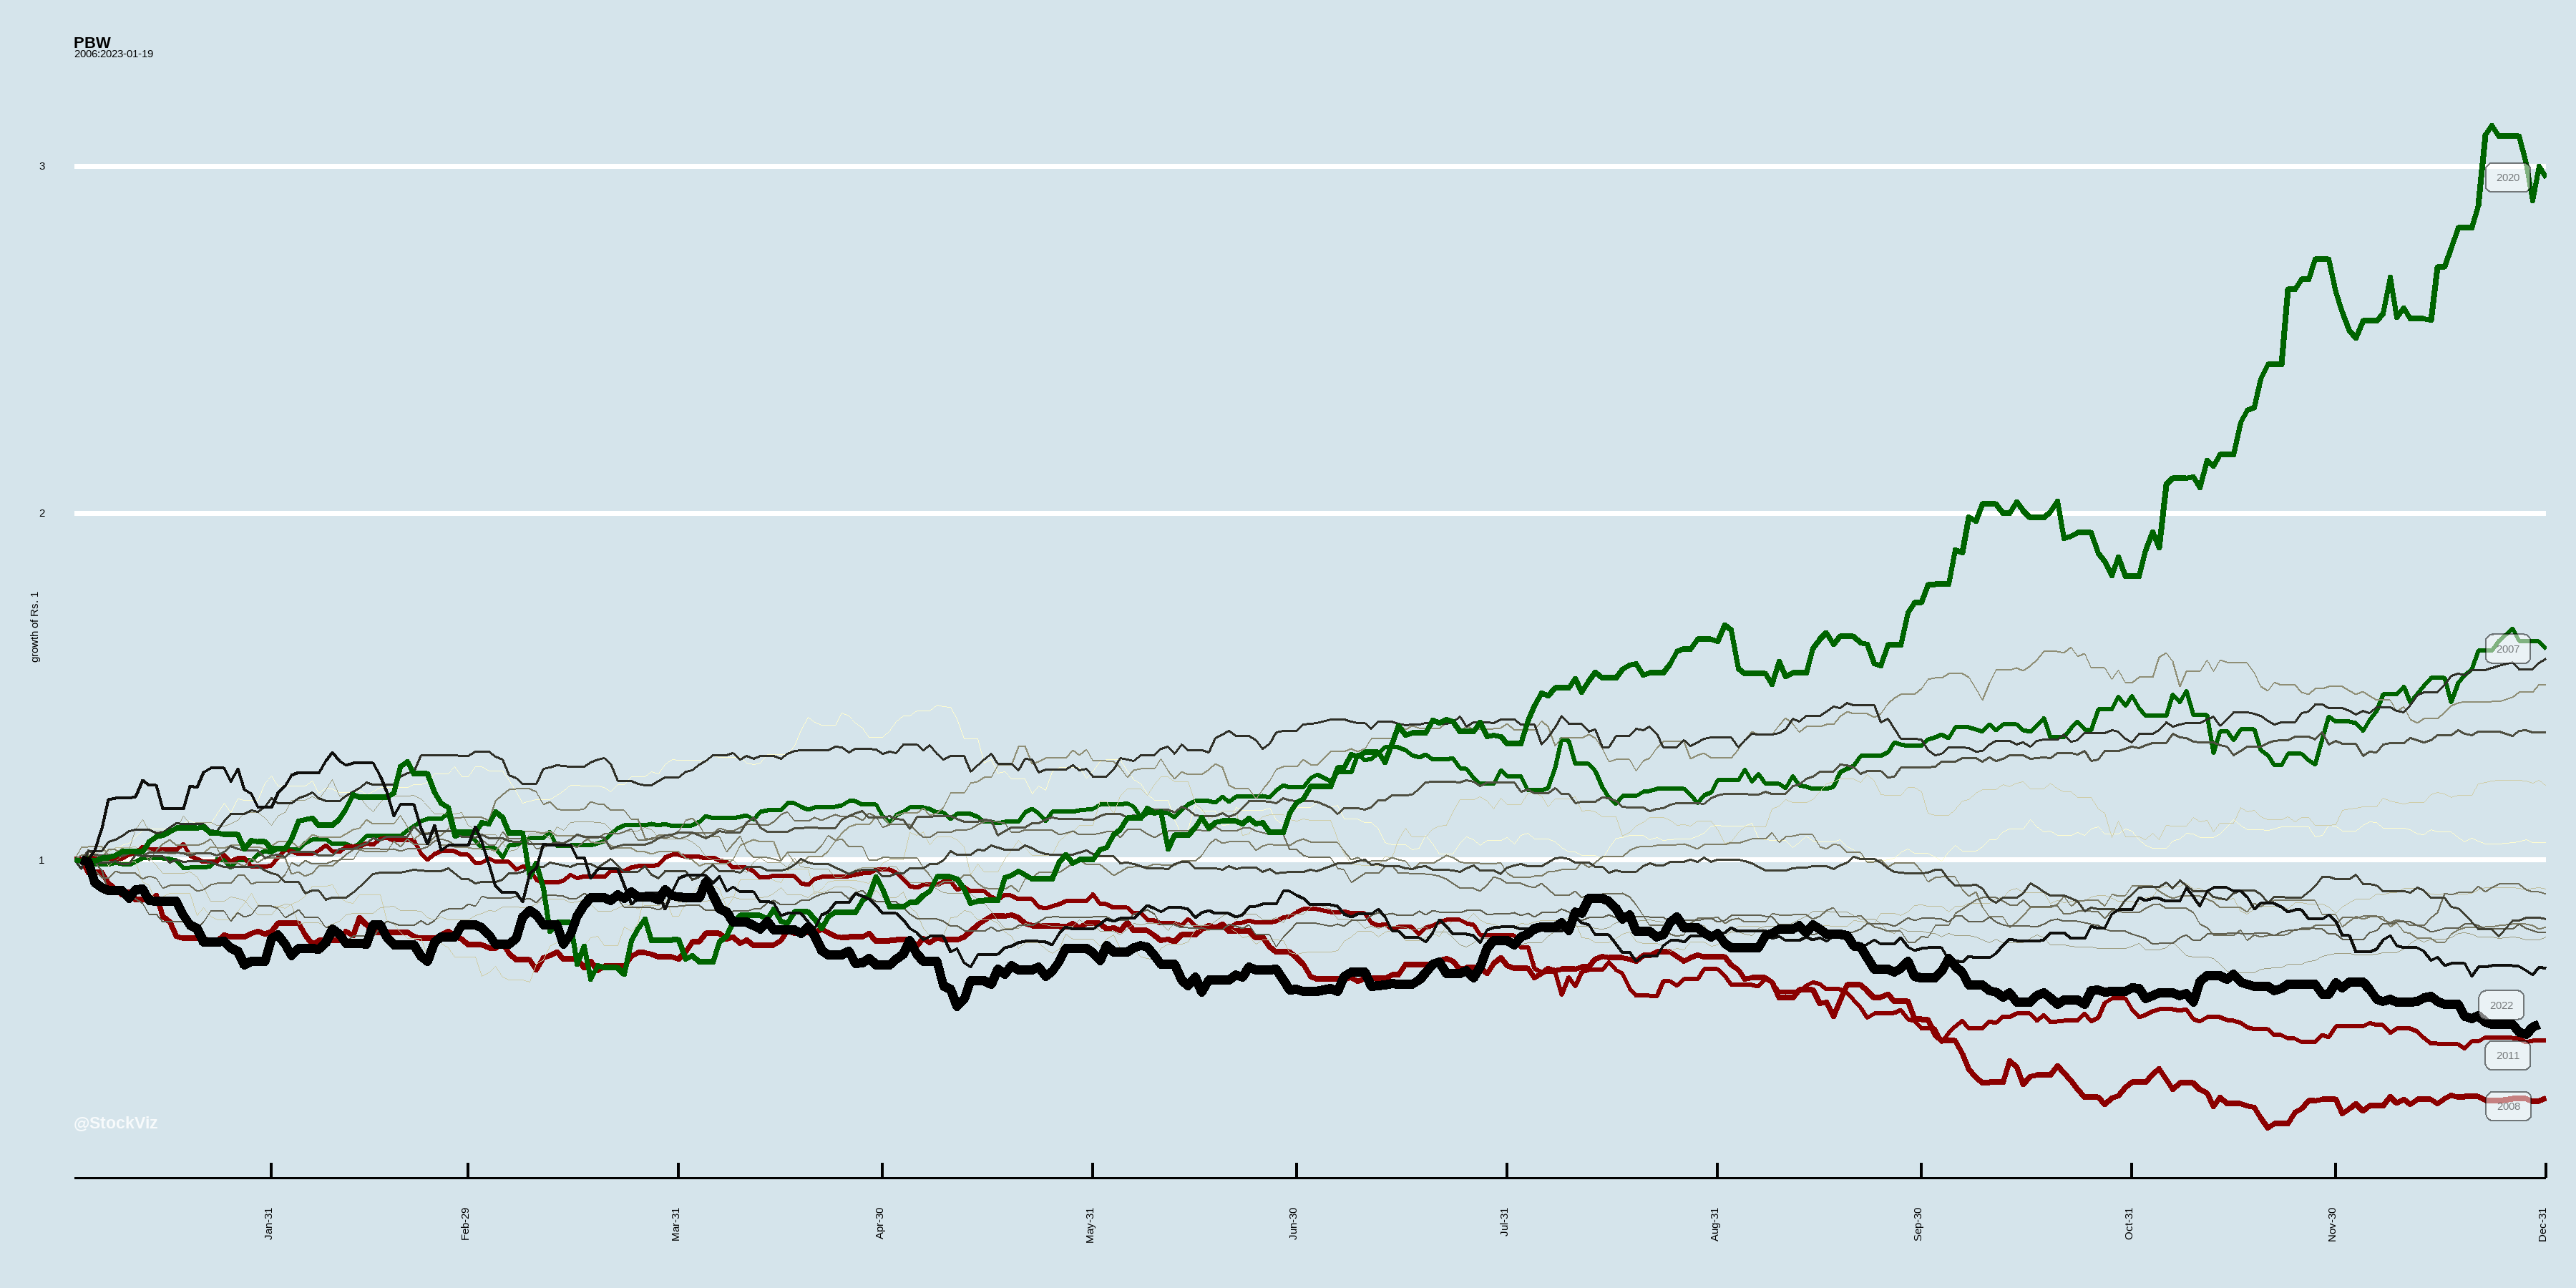 PBW
2006:2023-01-19
3
2
1
growth of Rs. 1
2020
2007
2022
2011
2008
@StockViz
Jan-31
Feb-29
Mar-31
Apr-30
May-31
Jun-30
Jul-31
Aug-31
Sep-30
Oct-31
Nov-30
Dec-31